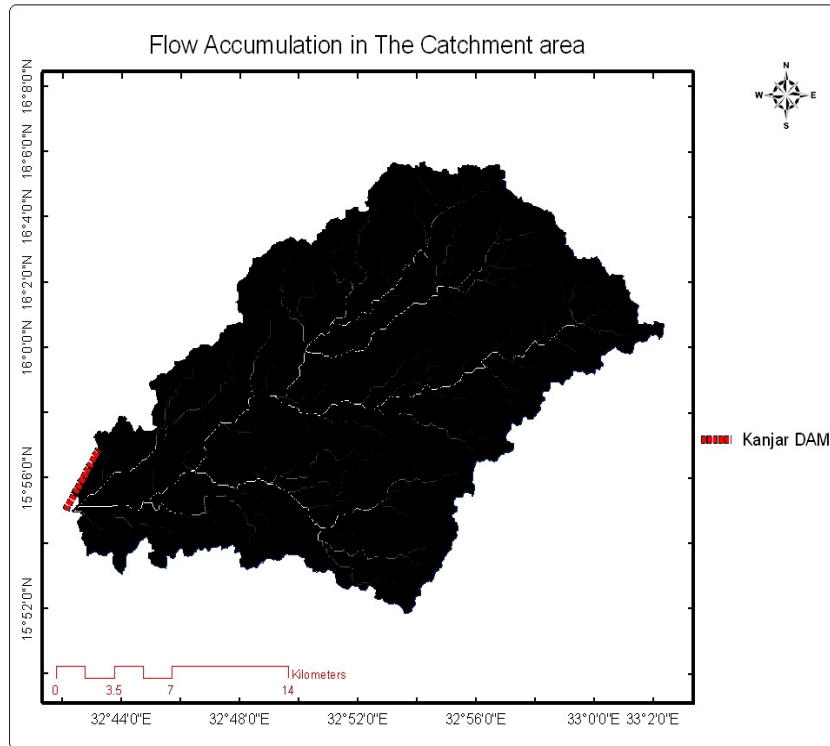 Flow Accumulation in The Catchment area
N
W E
S
16°8'0"N
16°6'0"N
16°4'0"N
16°2'0"N
16°0'0"N
15°56'0"N
15°52'0"N
Kanjar DAM
Kilometers
0 3.5 7 14
32°44'0"E 32°48'0"E 32°52'0"E 32°56'0"E 33°0'0"E 33°2'0"E